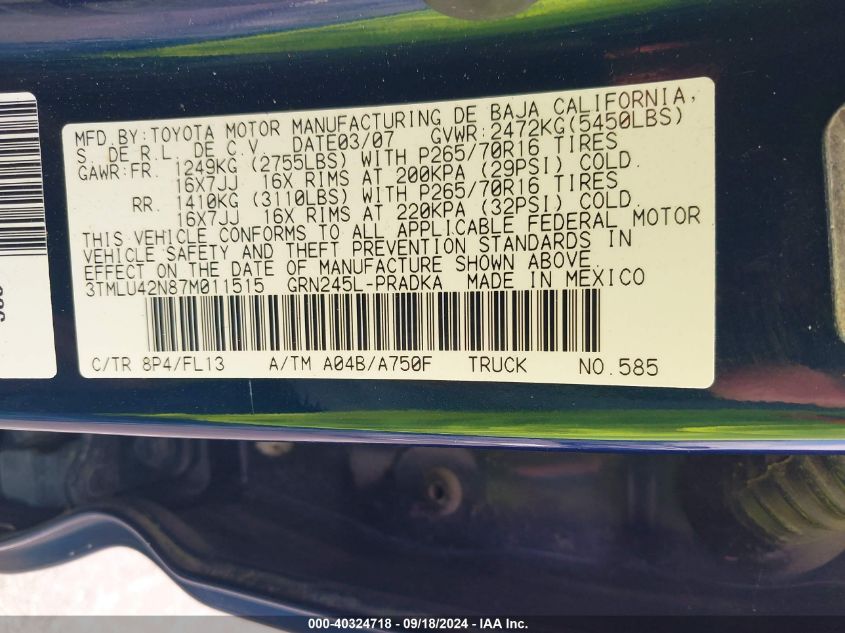 MFD.BY:TOYOTA MOTOR MANUFACTURING DE BAJA CALIFORNIA,
S. DE R.L. DE C.V. DATE03/07 GVWR:2472KG(5450LBS)
GAWR:FR. 1249KG (2755LBS) WITH P265/70R16 TIRES
16X7JJ 16X RIMS AT 200KPA (29PSI) COLD.
RR. 1410KG (3110LBS) WITH P265/70R16 TIRES
16X7JJ 16X RIMS AT 220KPA (32PSI) COLD.
THIS VEHICLE CONFORMS TO ALL APPLICABLE FEDERAL MOTOR
VEHICLE SAFETY AND THEFT PREVENTION STANDARDS IN
EFFECT ON THE DATE OF MANUFACTURE SHOWN ABOVE.
3TMLU42N87M011515 GRN245L-PRADKA MADE IN MEXICO
C/TR 8P4/FL13 A/TM A04B/A750F TRUCK NO.585
000-40324718 - 09/18/2024 - IAA Inc.